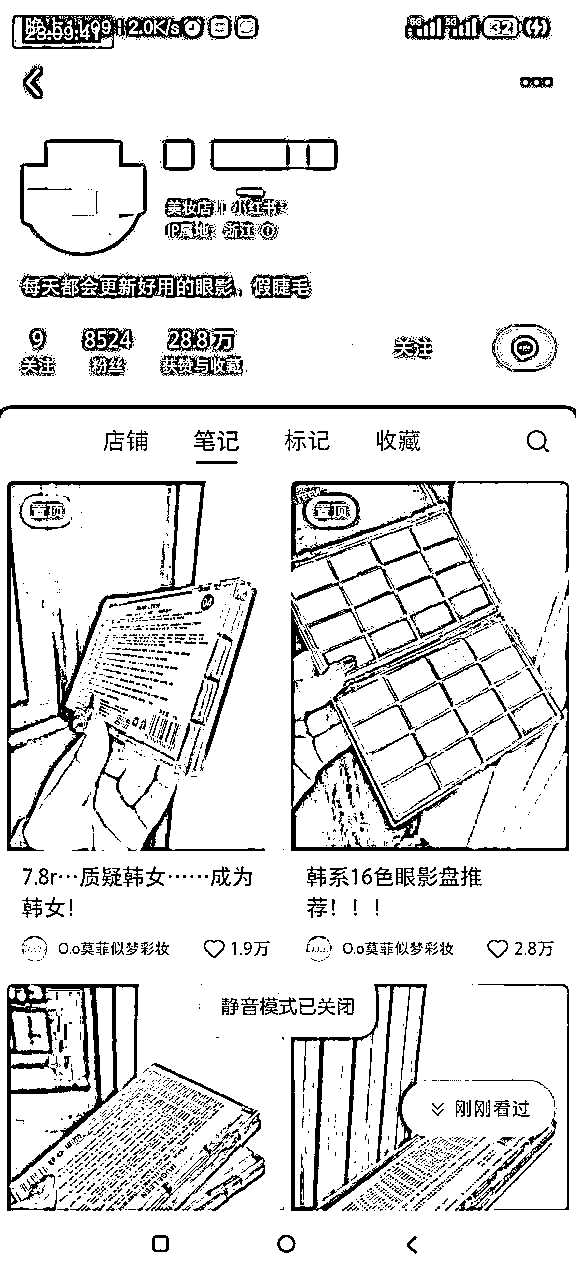 2.0K/s
32
美妆店 小红书
IP属地：浙江
每天都会更新好用的眼影、假睫毛
9 8524 28.8万
关注 粉丝 获赞与收藏 关注
店铺 笔记 标记 收藏
置顶 置顶
7.8r…质疑韩女……成为
韩女！
O.o莫菲似梦彩妆 1.9万
韩系16色眼影盘推
荐！！！
O.o莫菲似梦彩妆 2.8万
静音模式已关闭
刚刚看过